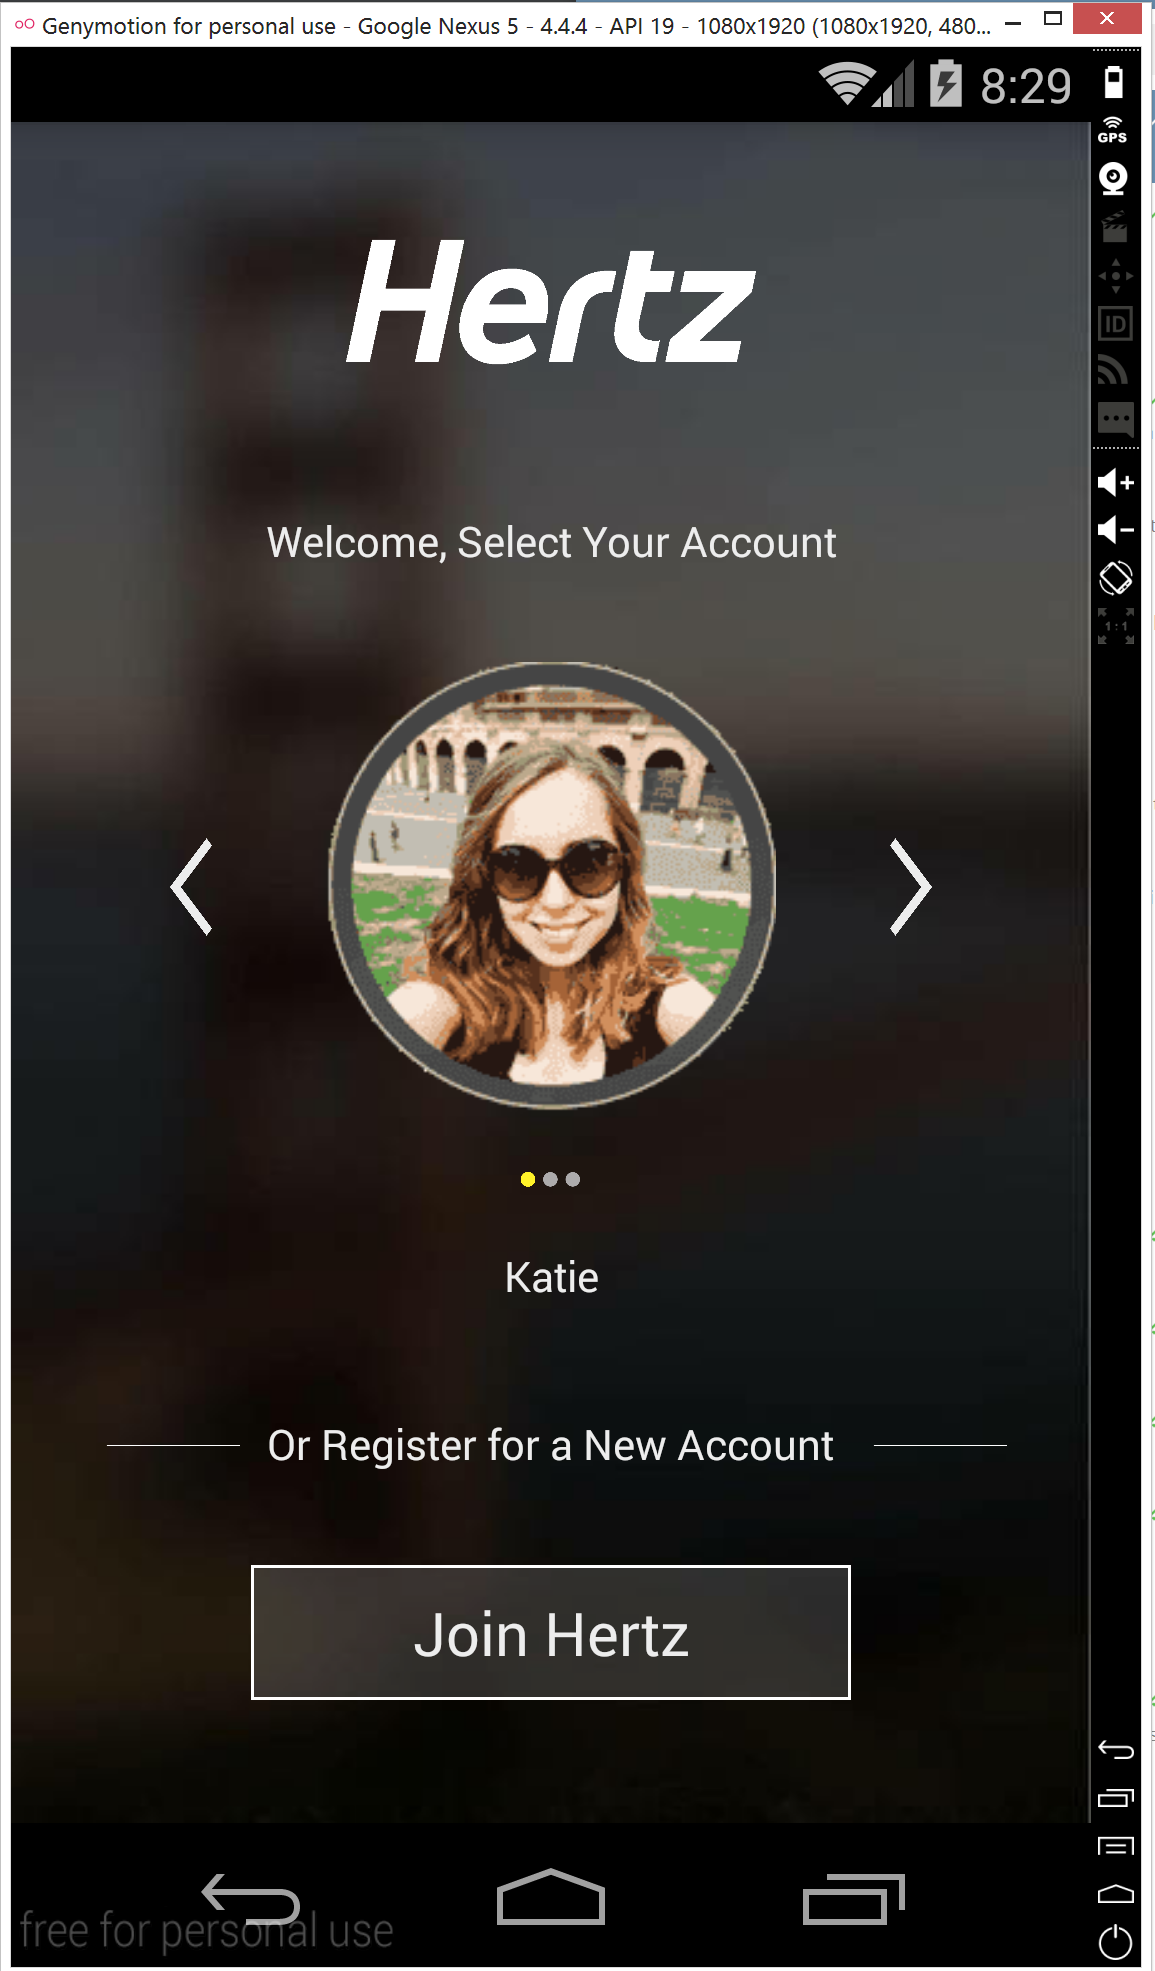 Genymotion for personal use - Google Nexus 5 - 4.4.4 - API 19 - 1080x1920 (1080x1920, 480...
8:29
GPS
Hertz
ID
Welcome, Select Your Account
1:1
Katie
Or Register for a New Account
Join Hertz
free for personal use